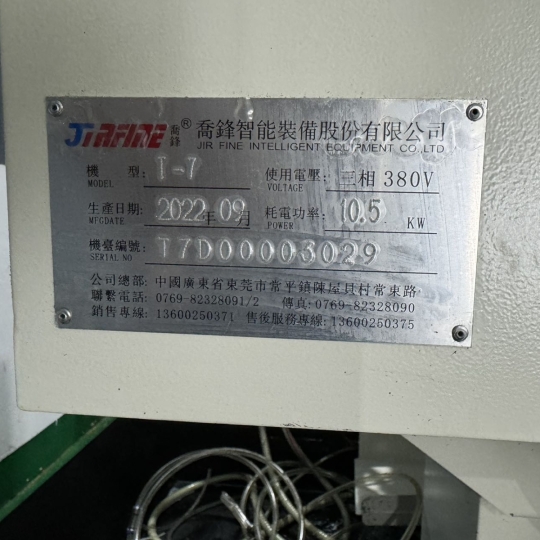 JIRFINE 喬鋒 ® 喬鋒智能裝備股份有限公司
JIR FINE INTELLIGENT EQUIPMENT CO.,LTD
機 型: T-7 使用電壓: 三相 380V
MODEL VOLTAGE
生產日期: 2022年09月 耗電功率: 10.5 KW
MFGDATE POWER
機臺編號: T7D00003029
SERIAL NO
公司總部: 中國廣東省東莞市常平鎮陳屋貝村常東路
聯繫電話: 0769-82328091/2 傳真: 0769-82328090
銷售專線: 13600250371 售後服務專線: 13600250375